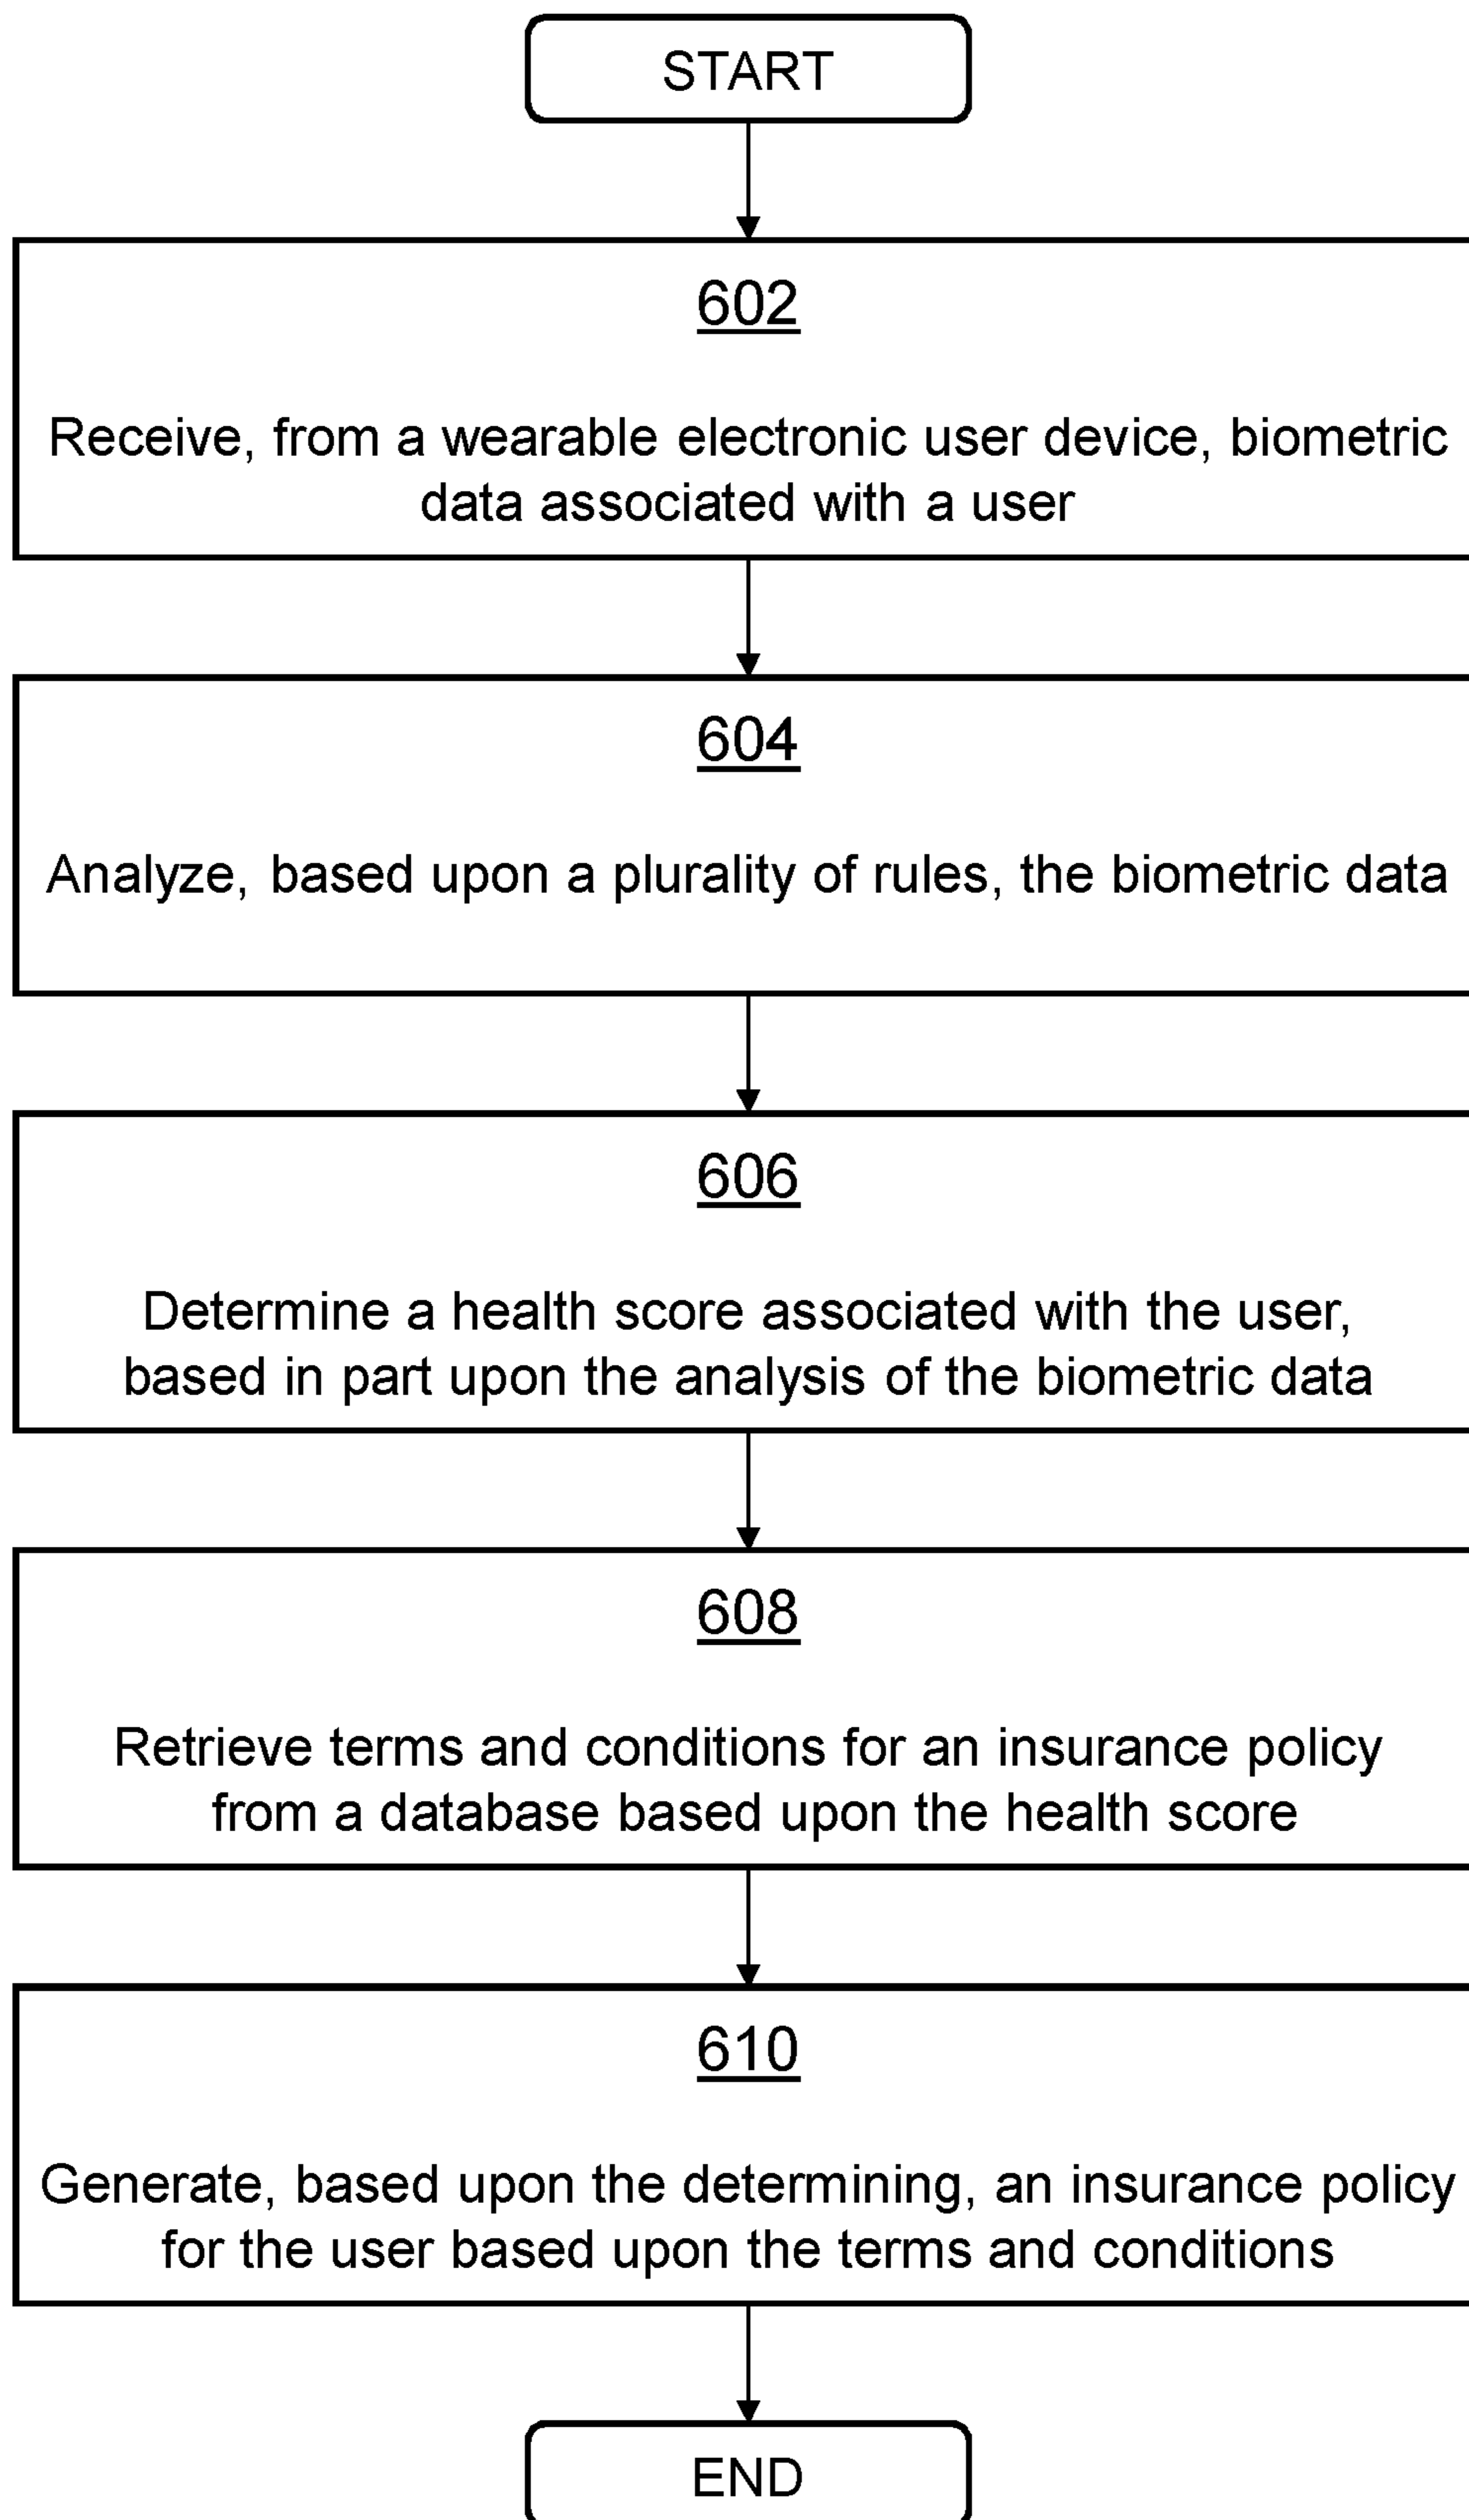 START
602
Receive, from a wearable electronic user device, biometric
data associated with a user
604
Analyze, based upon a plurality of rules, the biometric data
606
Determine a health score associated with the user,
based in part upon the analysis of the biometric data
608
Retrieve terms and conditions for an insurance policy
from a database based upon the health score
610
Generate, based upon the determining, an insurance policy
for the user based upon the terms and conditions
END